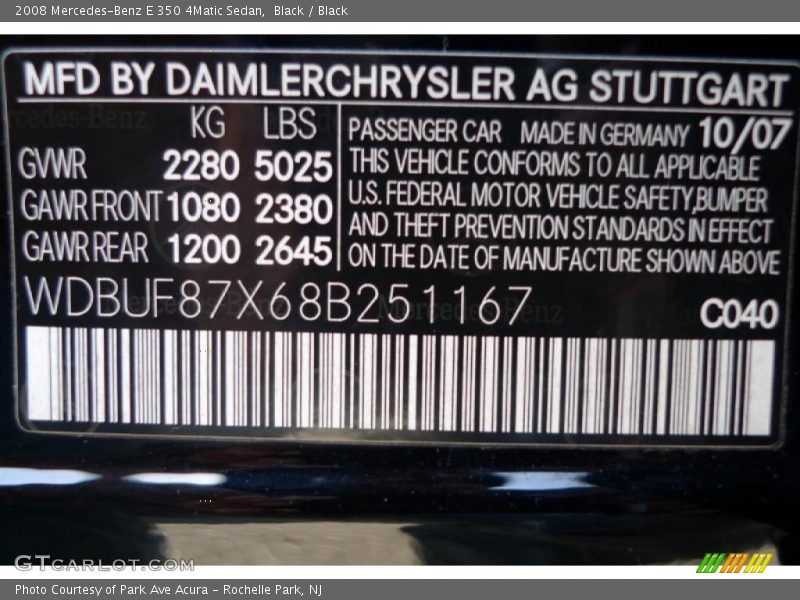 2008 Mercedes-Benz E 350 4Matic Sedan,  Black / Black
MFD BY DAIMLERCHRYSLER AG STUTTGART
KG LBS
GVWR 2280 5025
GAWR FRONT 1080 2380
GAWR REAR 1200 2645
PASSENGER CAR MADE IN GERMANY 10/07
THIS VEHICLE CONFORMS TO ALL APPLICABLE
U.S. FEDERAL MOTOR VEHICLE SAFETY,BUMPER
AND THEFT PREVENTION STANDARDS IN EFFECT
ON THE DATE OF MANUFACTURE SHOWN ABOVE
WDBUF87X68B251167
C040
GTcarlot.com
Photo Courtesy of Park Ave Acura - Rochelle Park, NJ